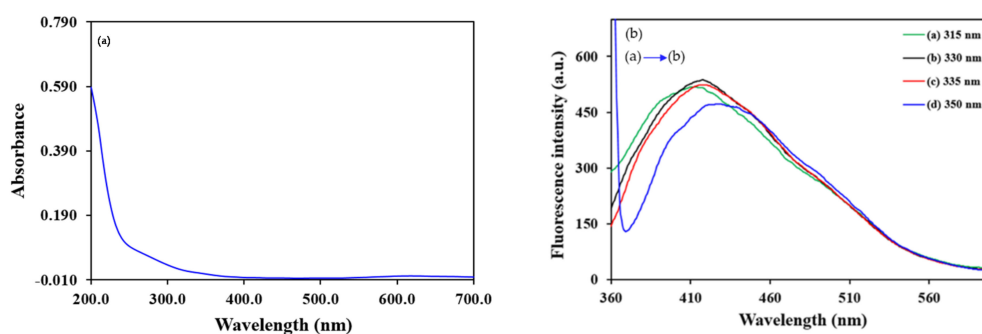 (a)
0.790
0.590
0.390
0.190
-0.010
200.0 300.0 400.0 500.0 600.0 700.0
Absorbance
Wavelength (nm)
(b)
(a) (b)
(a) 315 nm
(b) 330 nm
(c) 335 nm
(d) 350 nm
600
450
300
150
0
360 410 460 510 560
Fluorescence intensity (a.u.)
Wavelength (nm)